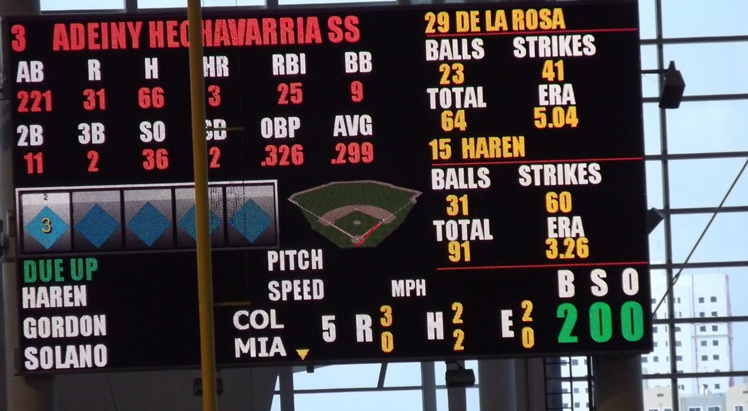 3 ADEINY HECHAVARRIA SS
AB R H HR RBI BB
221 31 66 3 25 9
2B 3B SO OBP AVG
11 2 36 2 .326 .299
2
3
DUE UP
HAREN
GORDON
SOLANO
PITCH
SPEED MPH
COL
MIA
5 R 3 0 H 2 2 E 2 0
29 DE LA ROSA
BALLS STRIKES
23 41
TOTAL ERA
64 5.04
15 HAREN
BALLS STRIKES
31 60
TOTAL ERA
91 3.26
B S O
2 0 0